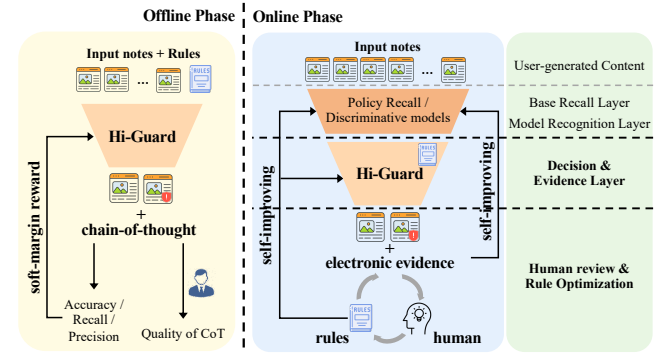 Offline Phase
Input notes + Rules
...
RULES
Hi-Guard
+
chain-of-thought
soft-margin reward
Accuracy /
Recall /
Precision
Quality of CoT
Online Phase
Input notes
...
Policy Recall /
Discriminative models
RULES
Hi-Guard
+
electronic evidence
self-improving
self-improving
RULES
rules
human
User-generated Content
Base Recall Layer
Model Recognition Layer
Decision &
Evidence Layer
Human review &
Rule Optimization